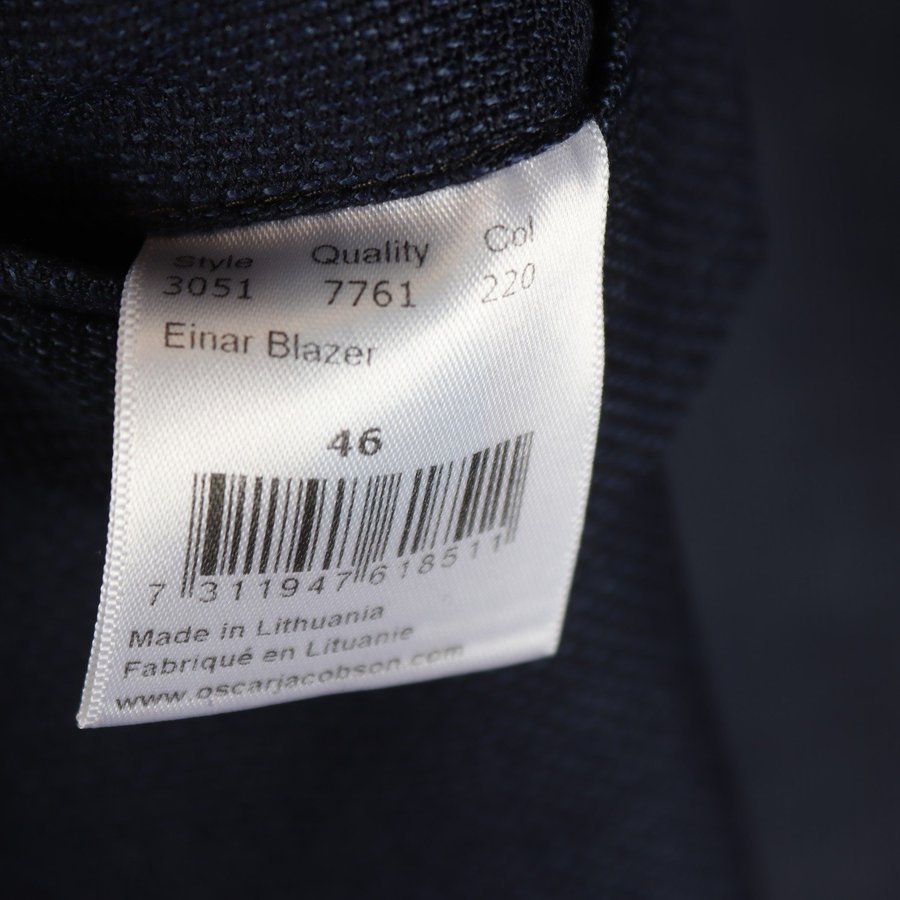 Style Quality Col
3051 7761 220
Einar Blazer
46
7 311947 618511
Made in Lithuania
Fabriqué en Lituanie
www.oscarjacobson.com